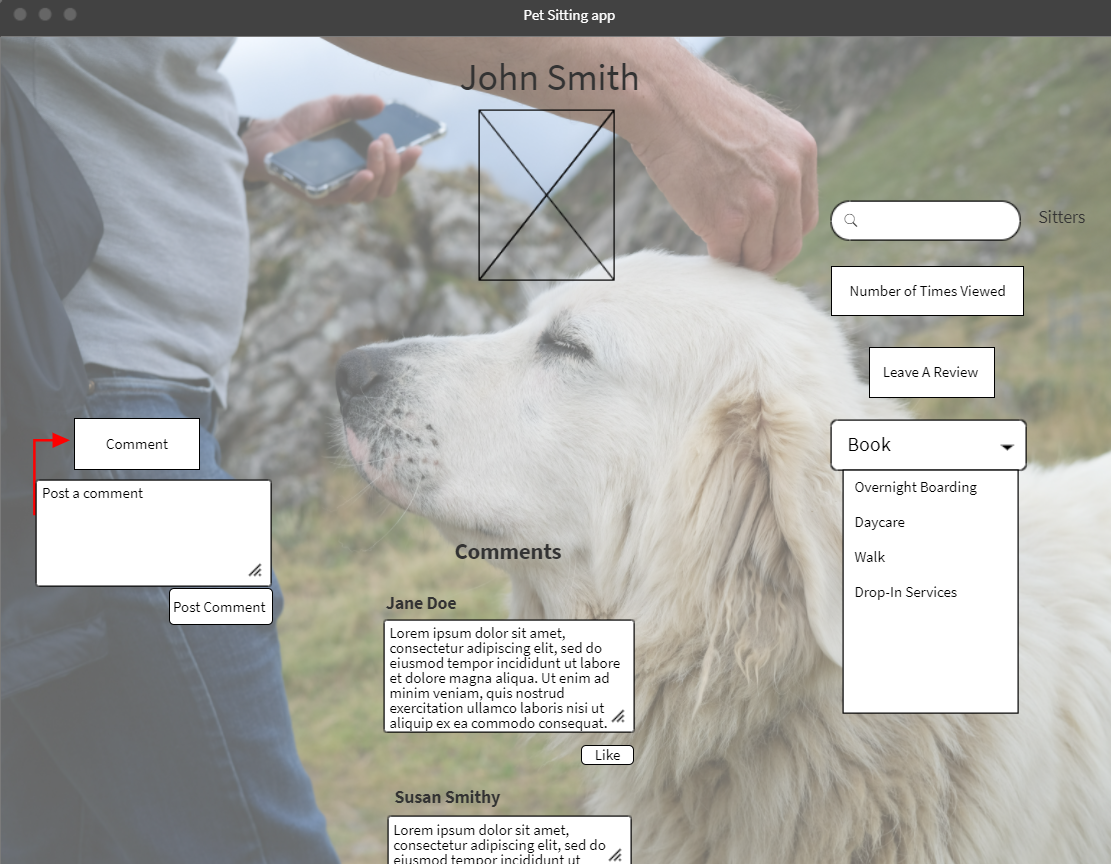 Pet Sitting app
John Smith
Sitters
Number of Times Viewed
Leave A Review
Book
Overnight Boarding
Daycare
Walk
Drop-In Services
Comment
Post a comment
Post Comment
Comments
Jane Doe
Lorem ipsum dolor sit amet,
consectetur adipiscing elit, sed do
eiusmod tempor incididunt ut labore
et dolore magna aliqua. Ut enim ad
minim veniam, quis nostrud
exercitation ullamco laboris nisi ut
aliquip ex ea commodo consequat.
Like
Susan Smithy
Lorem ipsum dolor sit amet,
consectetur adipiscing elit, sed do
eiusmod tempor incididunt ut